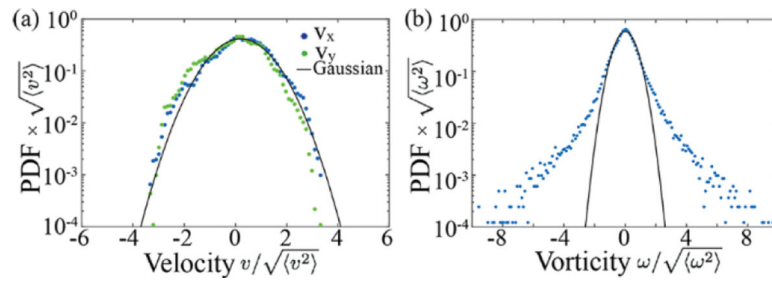 (a)
PDF × √⟨v²⟩
10⁰
10⁻¹
10⁻²
10⁻³
10⁻⁴
v_x
v_y
Gaussian
-6 -4 -2 0 2 4 6
Velocity v/√⟨v²⟩
(b)
PDF × √⟨ω²⟩
10⁰
10⁻¹
10⁻²
10⁻³
10⁻⁴
-8 -4 0 4 8
Vorticity ω/√⟨ω²⟩